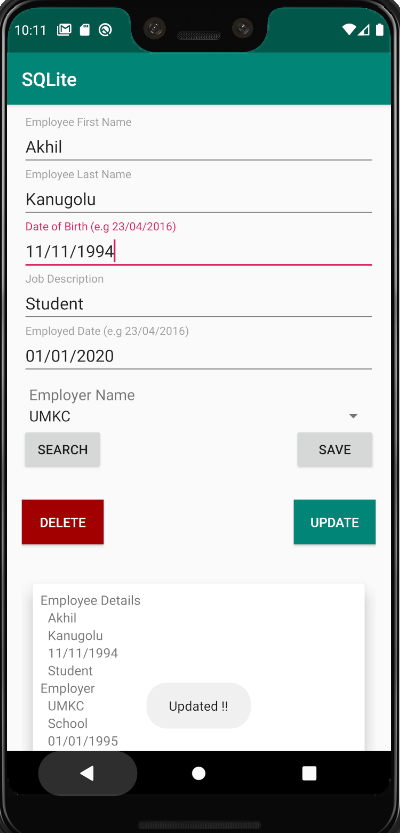 10:11
SQLite
Employee First Name
Akhil
Employee Last Name
Kanugolu
Date of Birth (e.g 23/04/2016)
11/11/1994
Job Description
Student
Employed Date (e.g 23/04/2016)
01/01/2020
Employer Name
UMKC
SEARCH SAVE
DELETE UPDATE
Employee Details
Akhil
Kanugolu
11/11/1994
Student
Employer
UMKC
Updated !!
School
01/01/1995